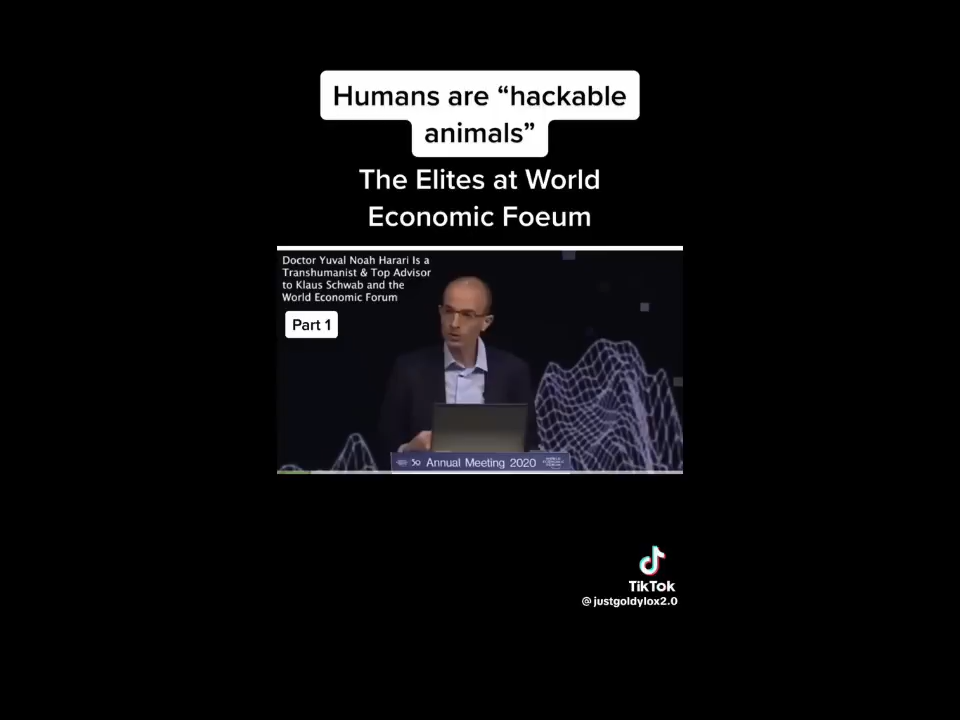 Humans are “hackable
animals”
The Elites at World
Economic Foeum
Doctor Yuval Noah Harari Is a
Transhumanist & Top Advisor
to Klaus Schwab and the
World Economic Forum
Part 1
50 Annual Meeting 2020
TikTok
@justgoldylox2.0